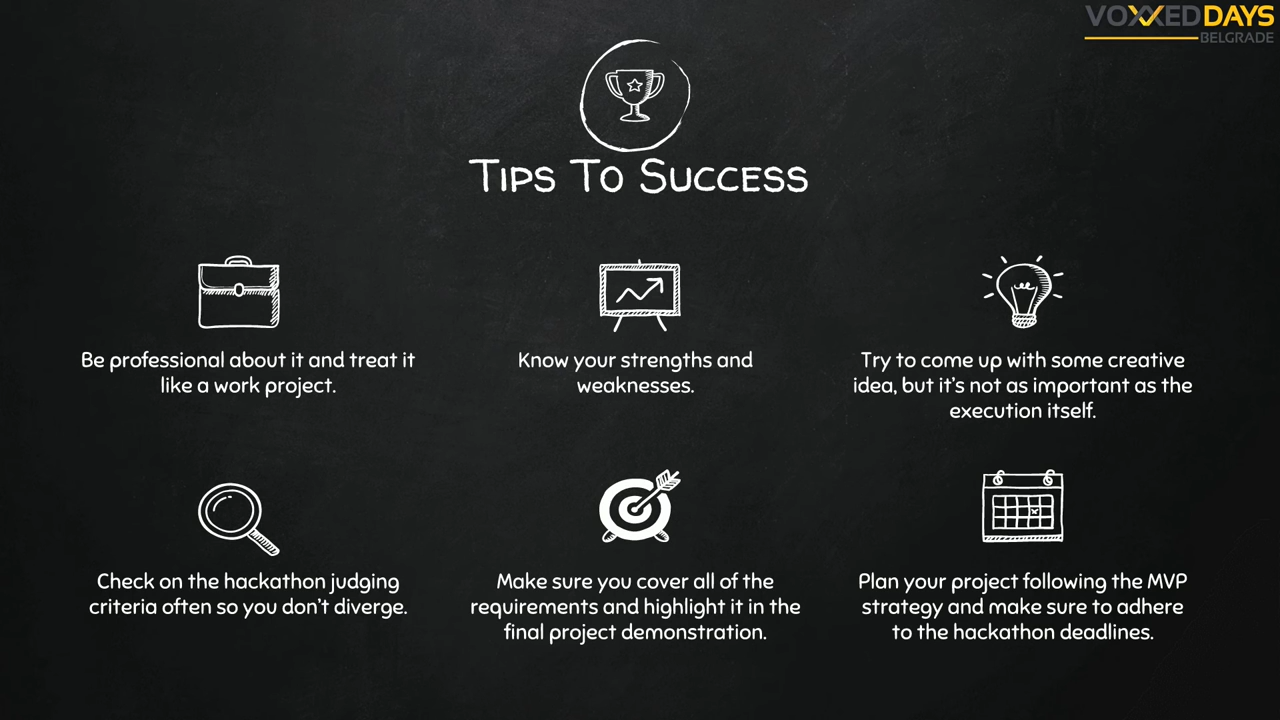 VOXXED DAYS
BELGRADE
Tips To Success
Be professional about it and treat it
like a work project.
Know your strengths and
weaknesses.
Try to come up with some creative
idea, but it's not as important as the
execution itself.
Check on the hackathon judging
criteria often so you don't diverge.
Make sure you cover all of the
requirements and highlight it in the
final project demonstration.
Plan your project following the MVP
strategy and make sure to adhere
to the hackathon deadlines.